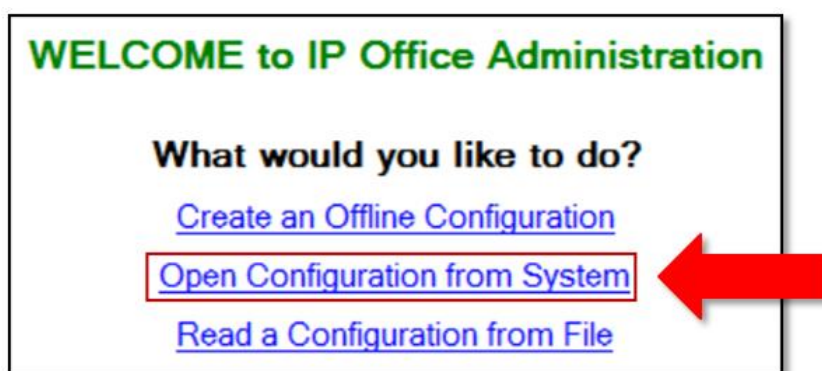 WELCOME to IP Office Administration
What would you like to do?
Create an Offline Configuration
Open Configuration from System
Read a Configuration from File